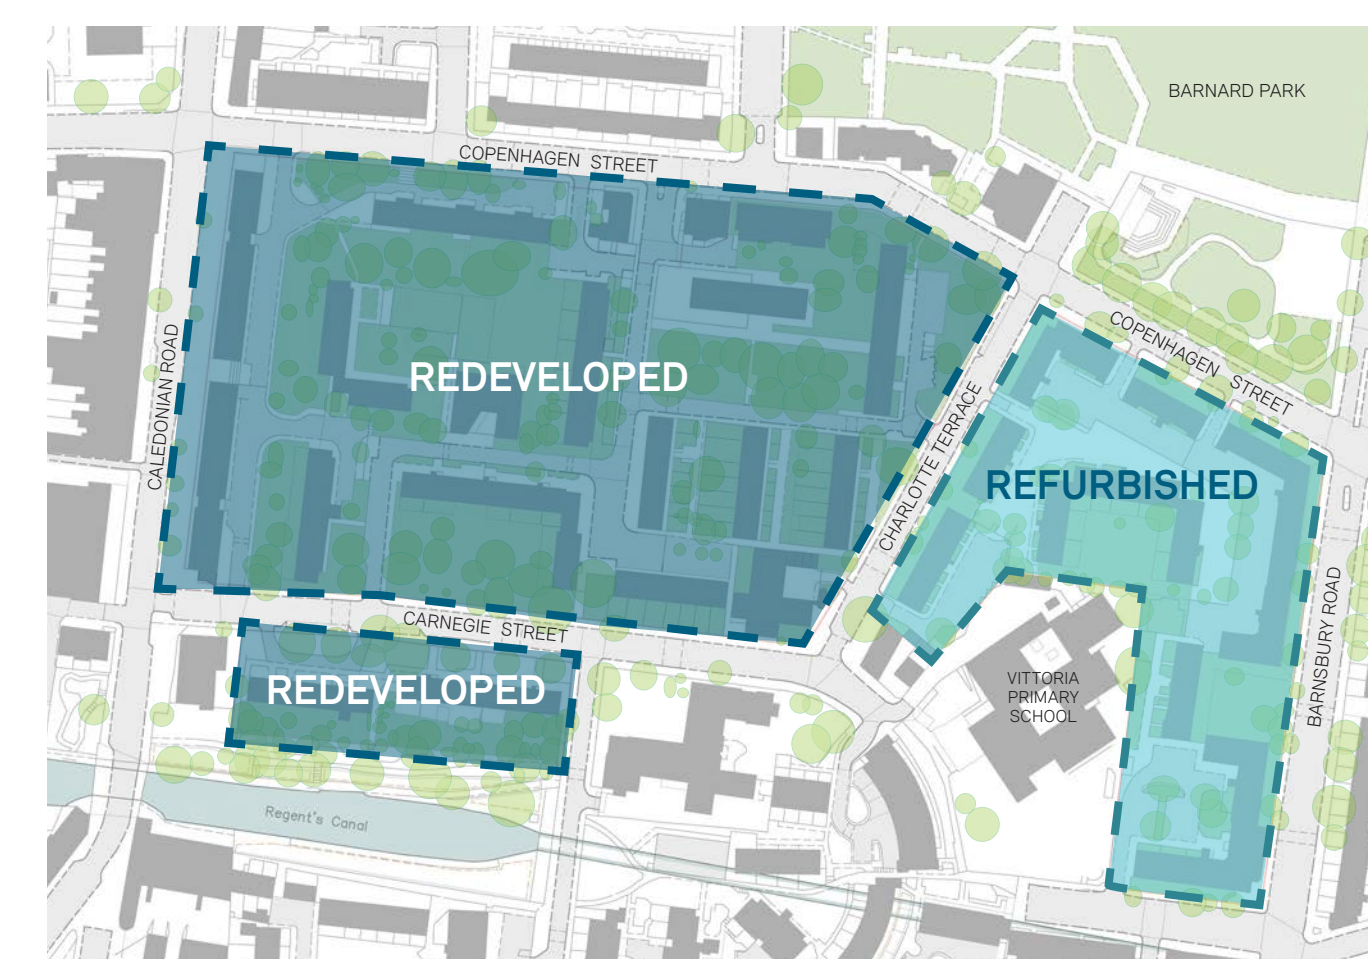 BARNARD PARK
COPENHAGEN STREET
COPENHAGEN STREET
CALEDONIAN ROAD
REDEVELOPED
CHARLOTTE TERRACE
REFURBISHED
CARNEGIE STREET
REDEVELOPED
VITTORIA
PRIMARY
SCHOOL
BARNSBURY ROAD
Regent's Canal